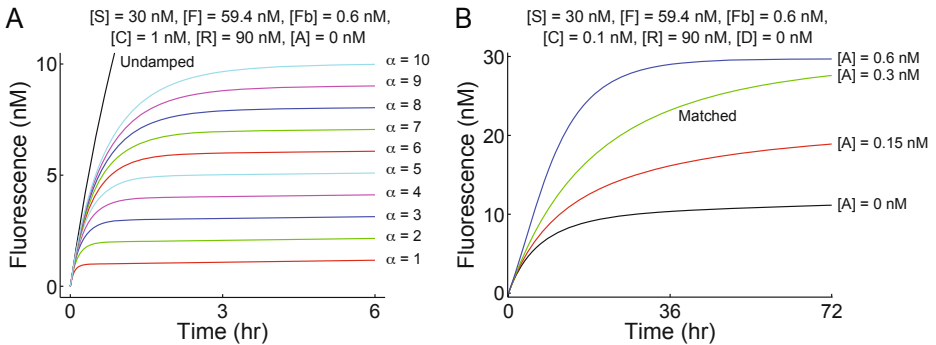 A
[S] = 30 nM, [F] = 59.4 nM, [Fb] = 0.6 nM,
[C] = 1 nM, [R] = 90 nM, [A] = 0 nM
Undamped
α = 10
α = 9
α = 8
α = 7
α = 6
α = 5
α = 4
α = 3
α = 2
α = 1
Fluorescence (nM)
10
5
0
0 3 6
Time (hr)
B
[S] = 30 nM, [F] = 59.4 nM, [Fb] = 0.6 nM,
[C] = 0.1 nM, [R] = 90 nM, [D] = 0 nM
[A] = 0.6 nM
[A] = 0.3 nM
Matched
[A] = 0.15 nM
[A] = 0 nM
Fluorescence (nM)
30
20
10
0
0 36 72
Time (hr)